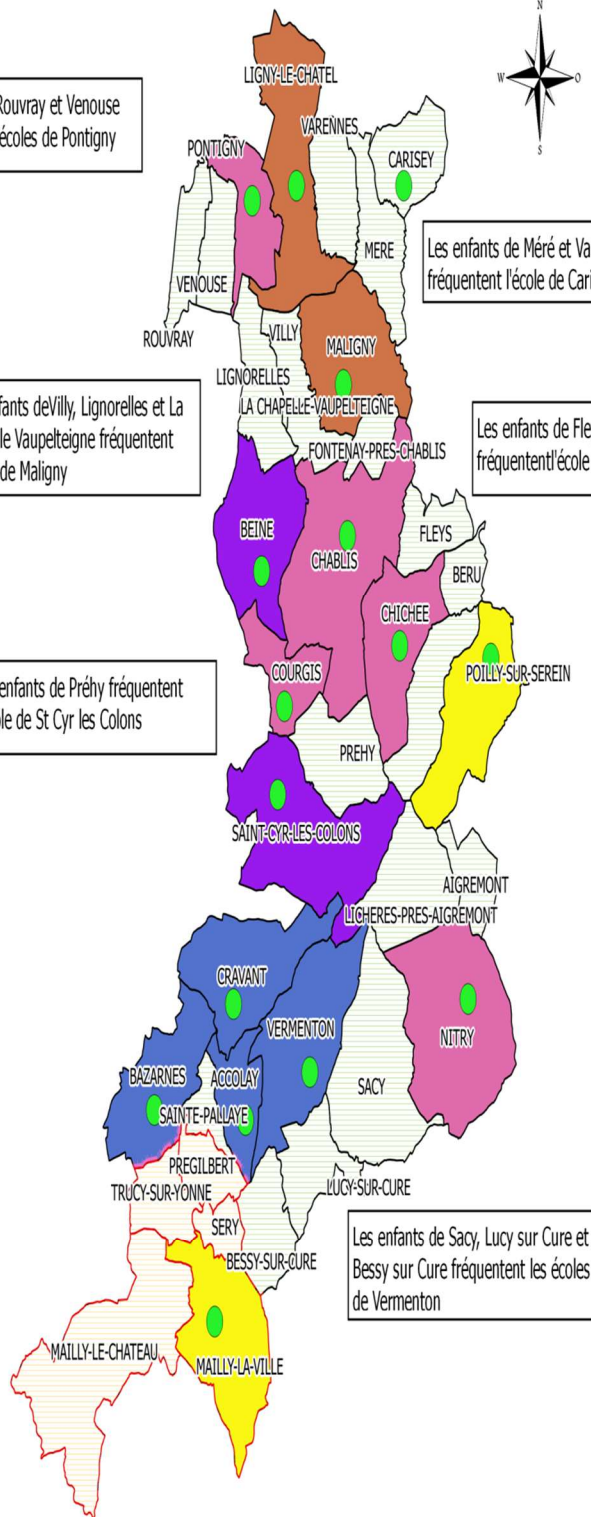 N
LIGNY-LE-CHATEL
W
O
S
Rouvray et Venouse
écoles de Pontigny
VARENNES
PONTIGNY
CARISEY
MERE
Les enfants de Méré et Va
fréquentent l'école de Cari
VENOUSE
ROUVRAY
VILLY
MALIGNY
LIGNORELLES
LA CHAPELLE-VAUPELTEIGNE
fants deVilly, Lignorelles et La
le Vaupelteigne fréquentent
de Maligny
Les enfants de Fle
fréquententl'école
FONTENAY-PRES-CHABLIS
BEINE
FLEYS
CHABLIS
BERU
CHICHEE
COURGIS
POILLY-SUR-SEREIN
enfants de Préhy fréquentent
ole de St Cyr les Colons
PREHY
SAINT-CYR-LES-COLONS
AIGREMONT
LICHERES-PRES-AIGREMONT
CRAVANT
VERMENTON
NITRY
BAZARNES
ACCOLAY
SACY
SAINTE-PALLAYE
PREGILBERT
TRUCY-SUR-YONNE
LUCY-SUR-CURE
SERY
BESSY-SUR-CURE
Les enfants de Sacy, Lucy sur Cure et
Bessy sur Cure fréquentent les écoles
de Vermenton
MAILLY-LE-CHATEAU
MAILLY-LA-VILLE